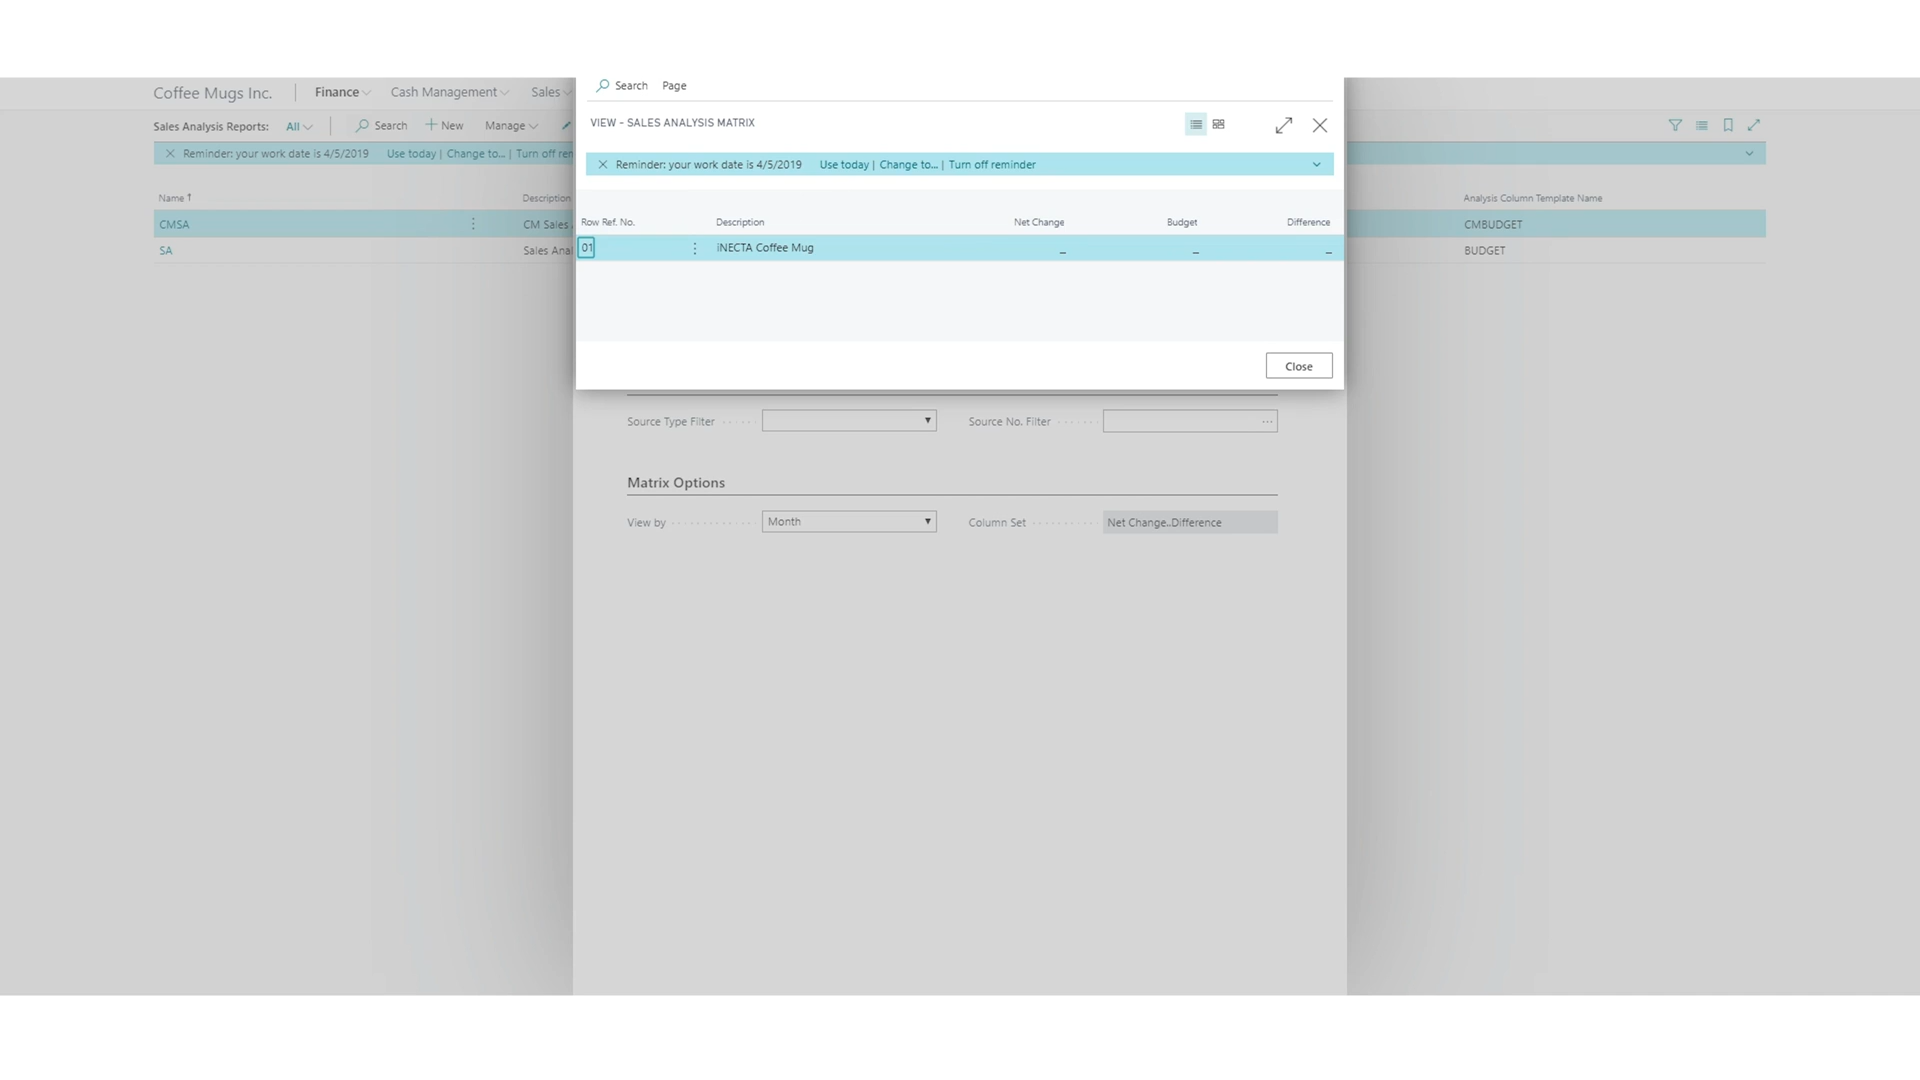 Coffee Mugs Inc.
Finance
Cash Management
Sales
Sales Analysis Reports:
All
Search
New
Manage
Reminder: your work date is 4/5/2019 Use today | Change to... | Turn off
Name
Description
Analysis Column Template Name
CMSA
CM Sales
CMBUDGET
SA
Sales Anal
BUDGET
Search
Page
VIEW - SALES ANALYSIS MATRIX
Reminder: your work date is 4/5/2019 Use today | Change to... | Turn off reminder
Row Ref. No.
Description
Net Change
Budget
Difference
01
iNECTA Coffee Mug
_
_
_
Close
Source Type Filter
Source No. Filter
Matrix Options
View by
Month
Column Set
Net Change..Difference